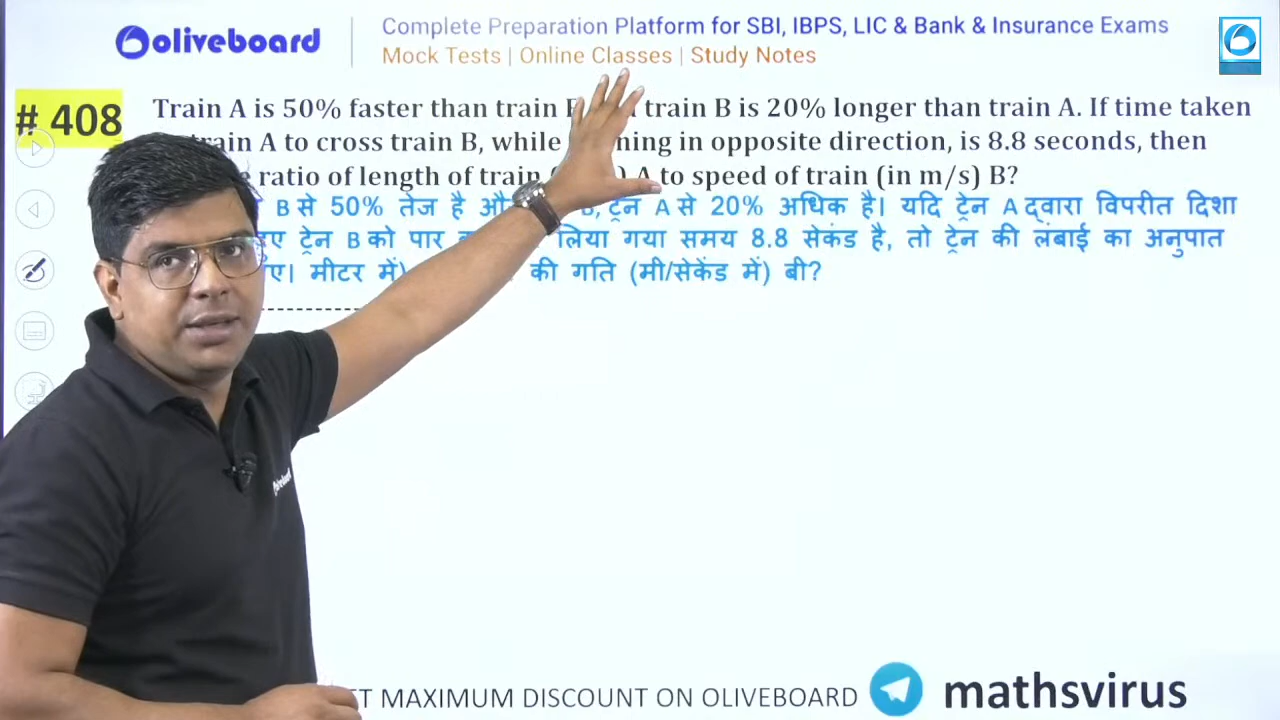 oliveboard
Complete Preparation Platform for SBI, IBPS, LIC & Bank & Insurance Exams
Mock Tests | Online Classes | Study Notes
# 408
Train A is 50% faster than train train B is 20% longer than train A. If time taken
train A to cross train B, while in opposite direction, is 8.8 seconds, then
ratio of length of train A to speed of train (in m/s) B?
B से 50% तेज है B, ट्रेन A से 20% अधिक है। यदि ट्रेन A द्वारा विपरीत दिशा
ट्रेन B को पार लिया गया समय 8.8 सेकंड है, तो ट्रेन की लंबाई का अनुपात
मीटर में) की गति (मी/सेकेंड में) बी?
MAXIMUM DISCOUNT ON OLIVEBOARD
mathsvirus